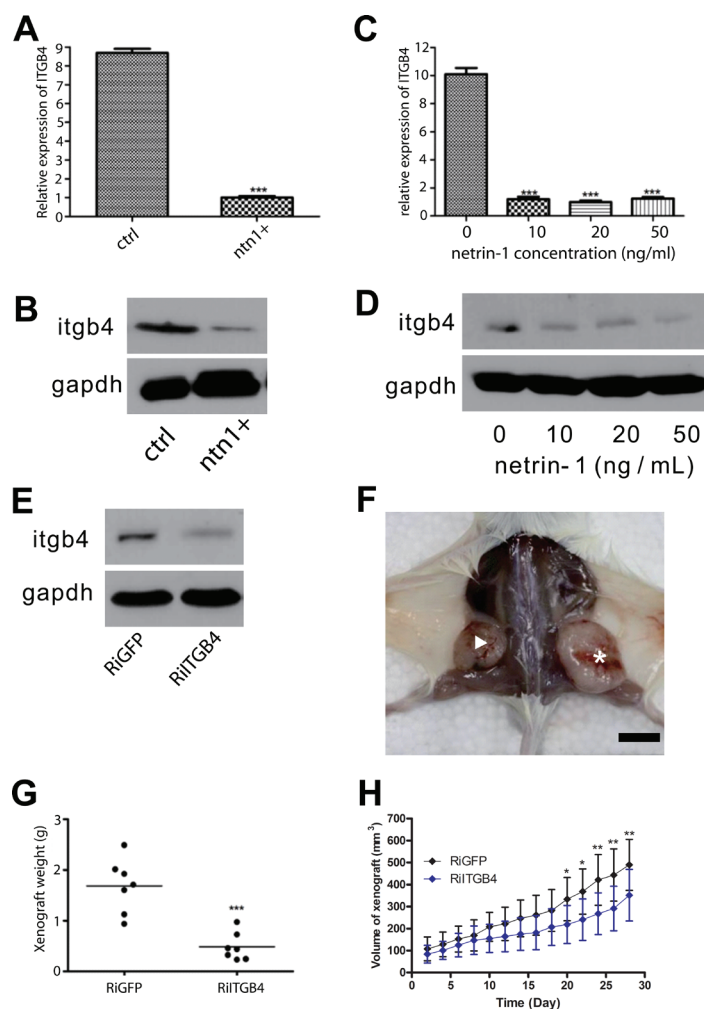 A
Relative expression of ITGB4
9
8
7
6
5
4
3
2
1
0
***
ctrl
ntn1+
C
relative expression of ITGB4
12
10
8
6
4
2
0
*** *** ***
0 10 20 50
netrin-1 concentration (ng/ml)
B
itgb4
gapdh
ctrl
ntn1+
D
itgb4
gapdh
0 10 20 50
netrin- 1 (ng / mL)
E
itgb4
gapdh
RiGFP
RiITGB4
F
*
G
Xenograft weight (g)
3
2
1
0
***
RiGFP RiITGB4
H
Volume of xenograft (mm³)
700
600
500
400
300
200
100
0
RiGFP
RiITGB4
* * ** ** **
0 5 10 15 20 25 30
Time (Day)